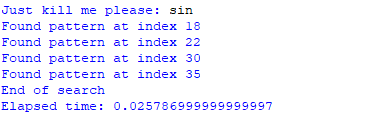 Just kill me please: sin
Found pattern at index 18
Found pattern at index 22
Found pattern at index 30
Found pattern at index 35
End of search
Elapsed time: 0.025786999999999997